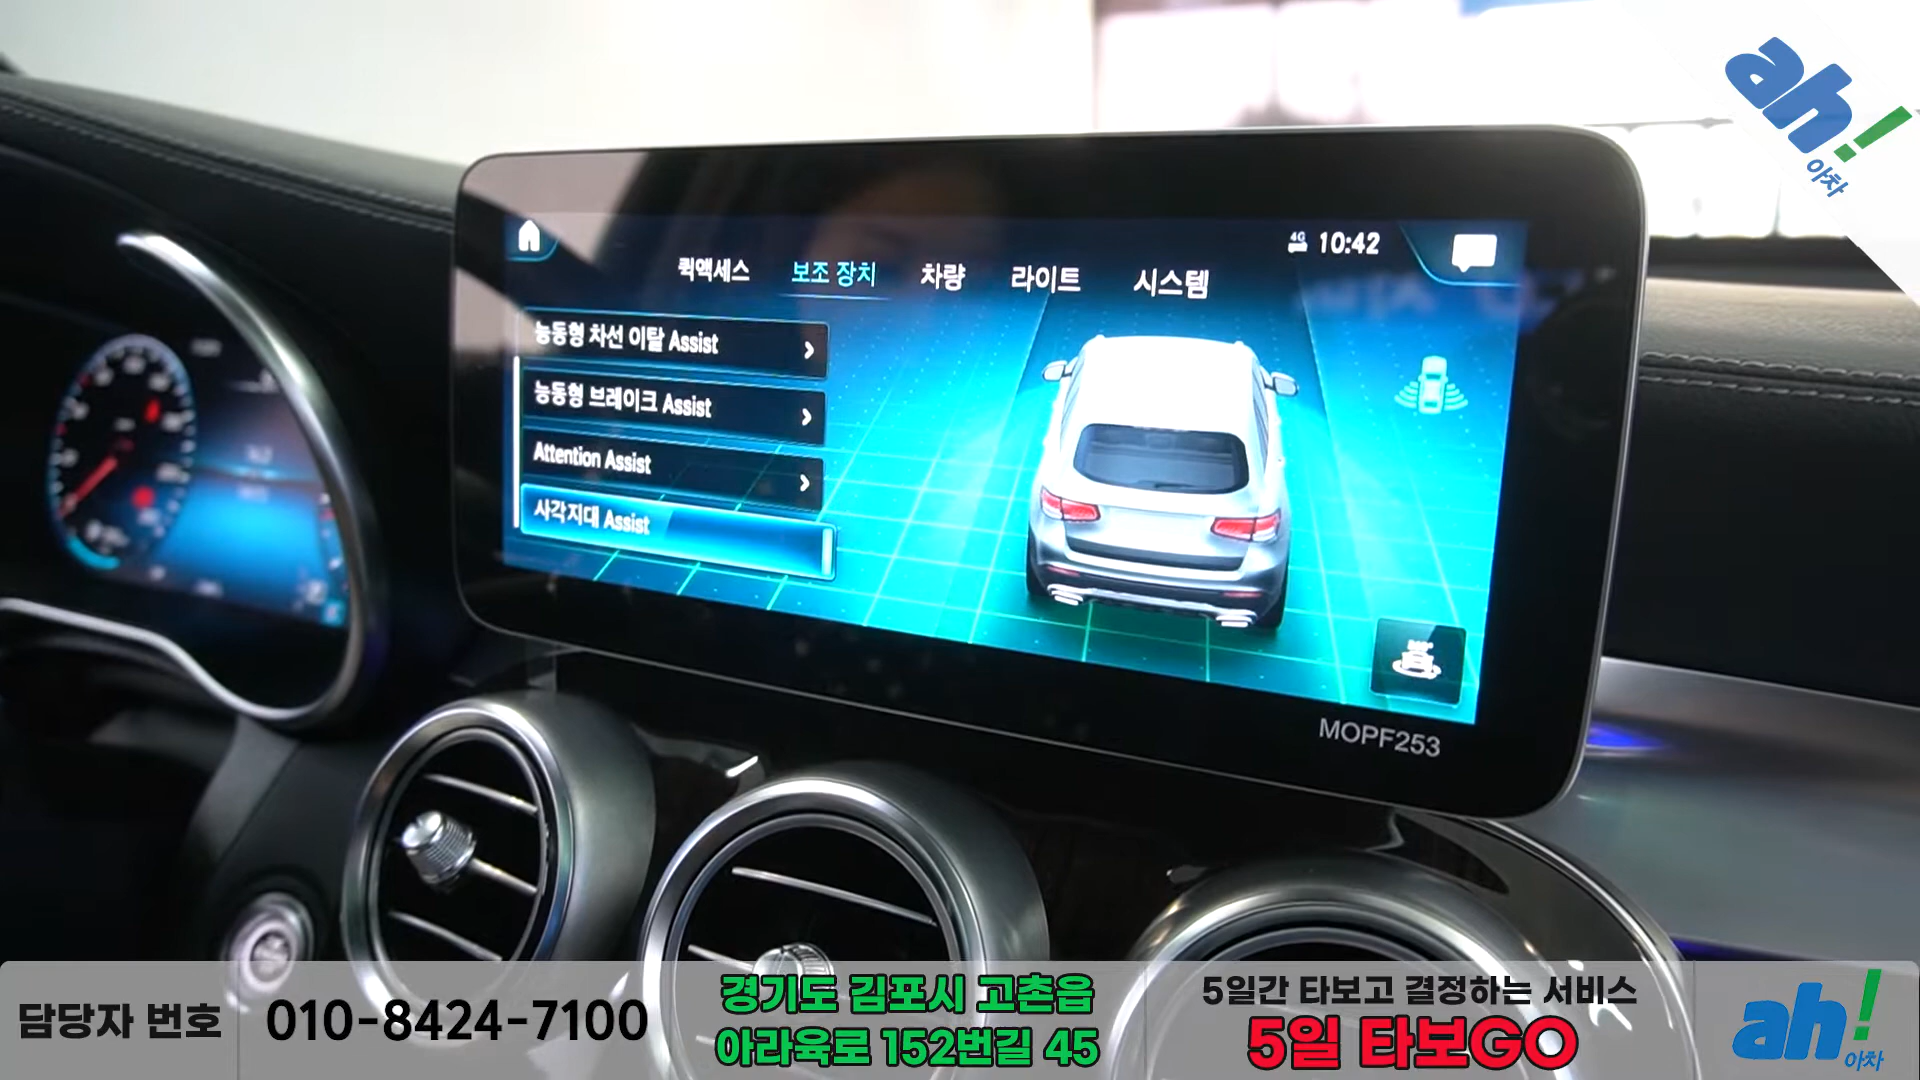 ah!
아차
4G 10:42
퀵액세스 보조 장치 차량 라이트 시스템
능동형 차선 이탈 Assist
능동형 브레이크 Assist
Attention Assist
사각지대 Assist
MOPF253
담당자 번호 010-8424-7100
경기도 김포시 고촌읍
아라육로 152번길 45
5일간 타보고 결정하는 서비스
5일 타보GO
ah!
아차